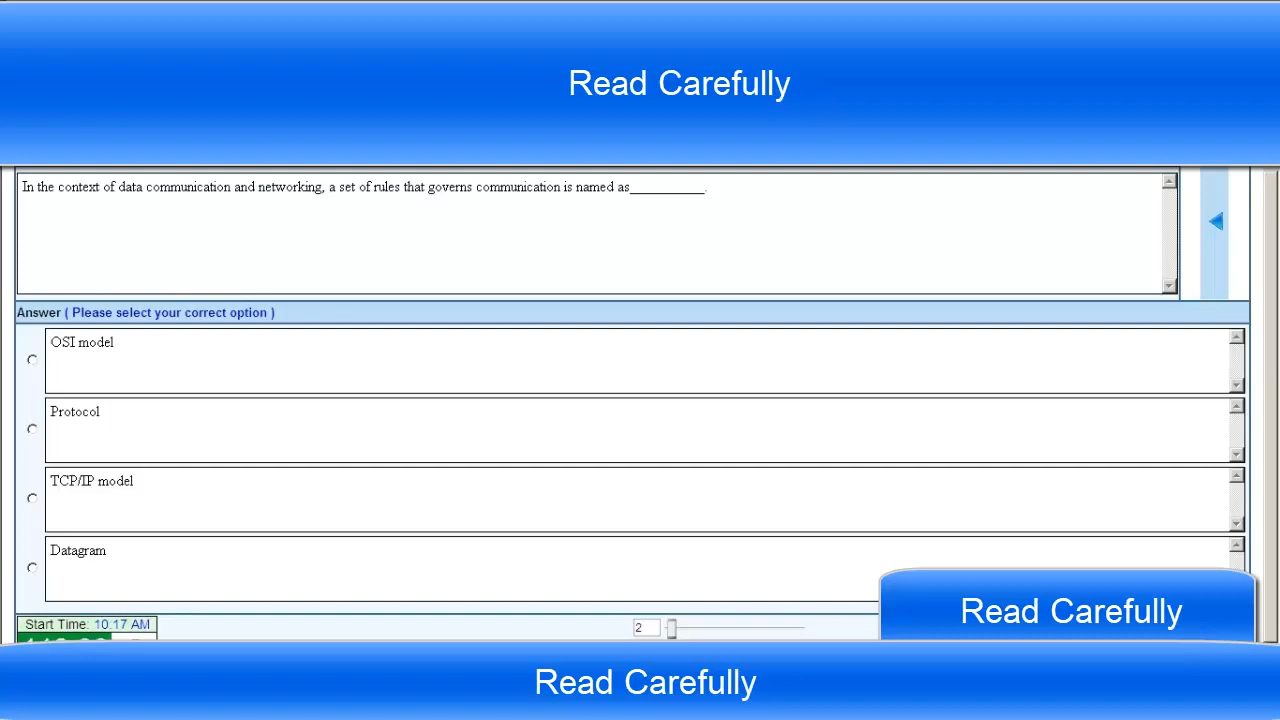 Read Carefully
In the context of data communication and networking, a set of rules that governs communication is named as___________.
Answer ( Please select your correct option )
OSI model
Protocol
TCP/IP model
Datagram
Read Carefully
Start Time: 10.17 AM
2
Read Carefully